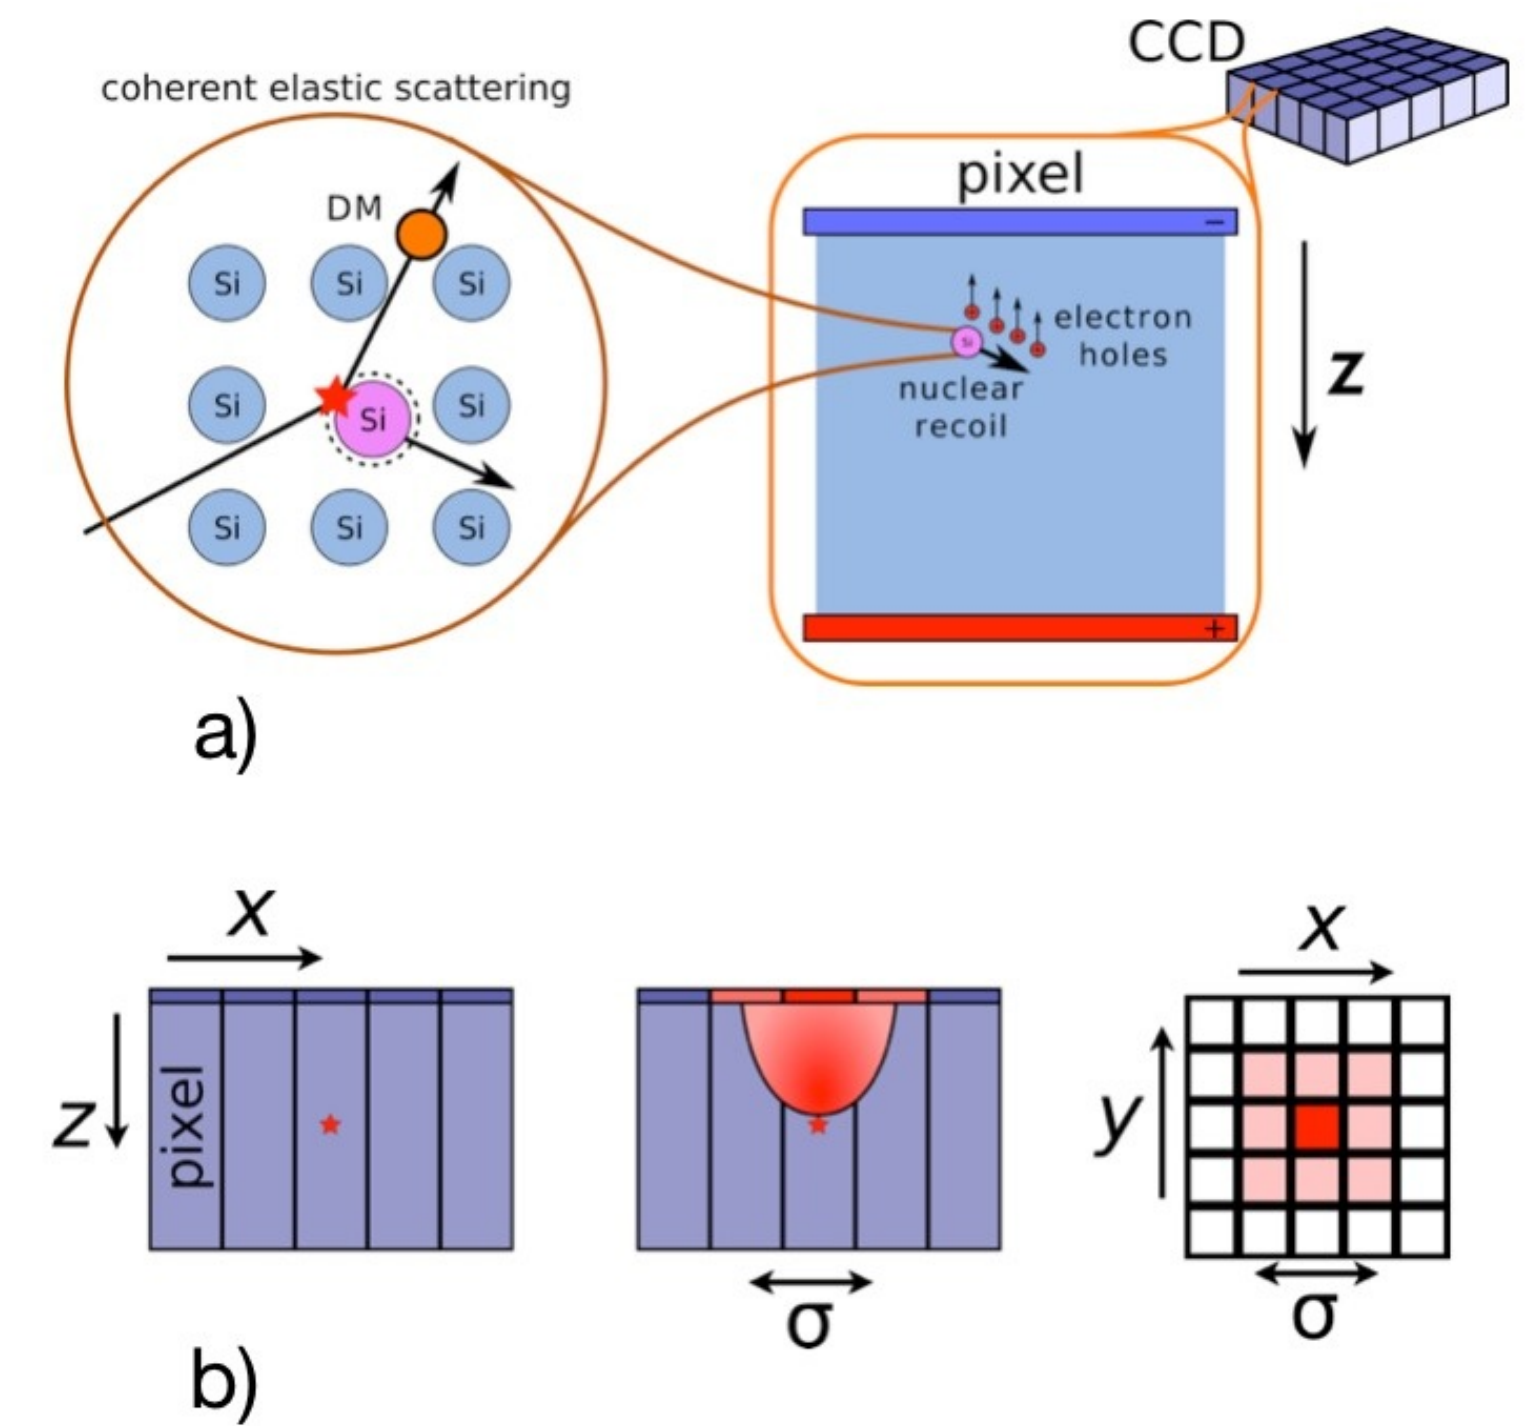 CCD
coherent elastic scattering
pixel
−
DM
Si
Si
Si
electron
holes
Si
z
nuclear
recoil
Si
Si
Si
Si
Si
Si
+
a)
x
x
z
pixel
y
σ
σ
b)